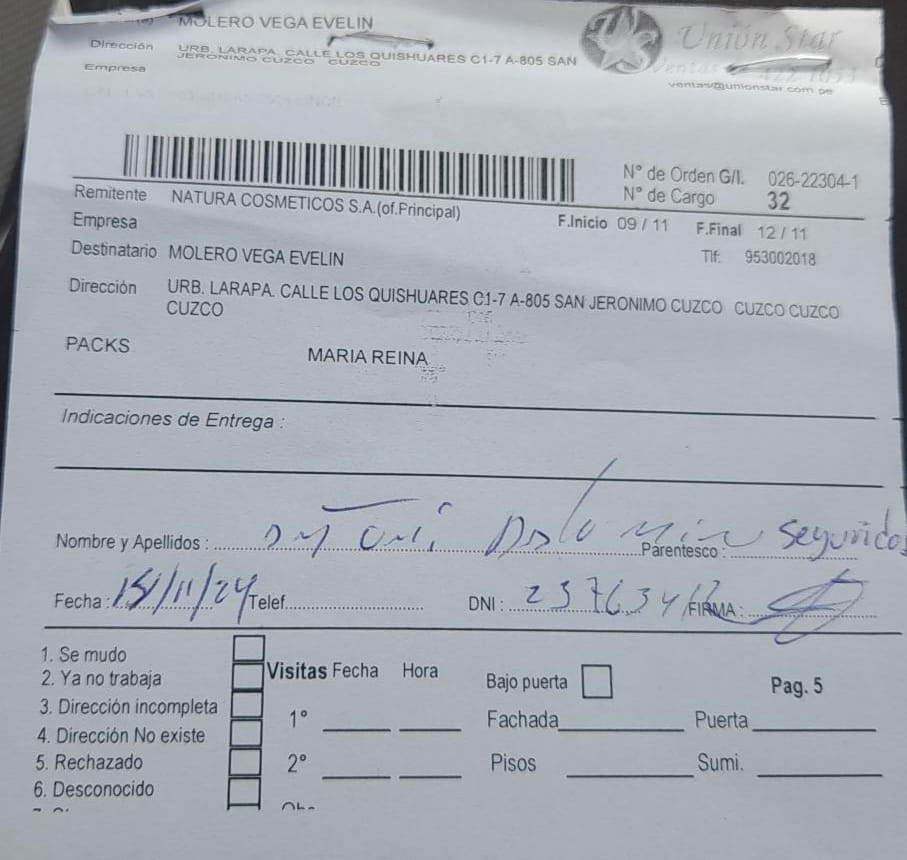 MOLERO VEGA EVELIN
Dirección URB. LARAPA. CALLE LOS QUISHUARES C1-7 A-805 SAN
JERONIMO CUZCO CUZCO
Empresa
Unión Star
Ventas
ventas@unionstar.com.pe
N° de Orden G/I. 026-22304-1
N° de Cargo 32
Remitente NATURA COSMETICOS S.A.(of.Principal)
F.Inicio 09 / 11 F.Final 12 / 11
Empresa
Destinatario MOLERO VEGA EVELIN
Tlf: 953002018
Dirección URB. LARAPA. CALLE LOS QUISHUARES C1-7 A-805 SAN JERONIMO CUZCO CUZCO CUZCO
CUZCO
PACKS MARIA REINA
Indicaciones de Entrega :
Nombre y Apellidos : Parentesco :
Fecha : 15/11/24 Telef. DNI : FIRMA :
1. Se mudo
2. Ya no trabaja
3. Dirección incompleta
4. Dirección No existe
5. Rechazado
6. Desconocido
Visitas Fecha Hora
1°
2°
Bajo puerta Pag. 5
Fachada Puerta
Pisos Sumi.